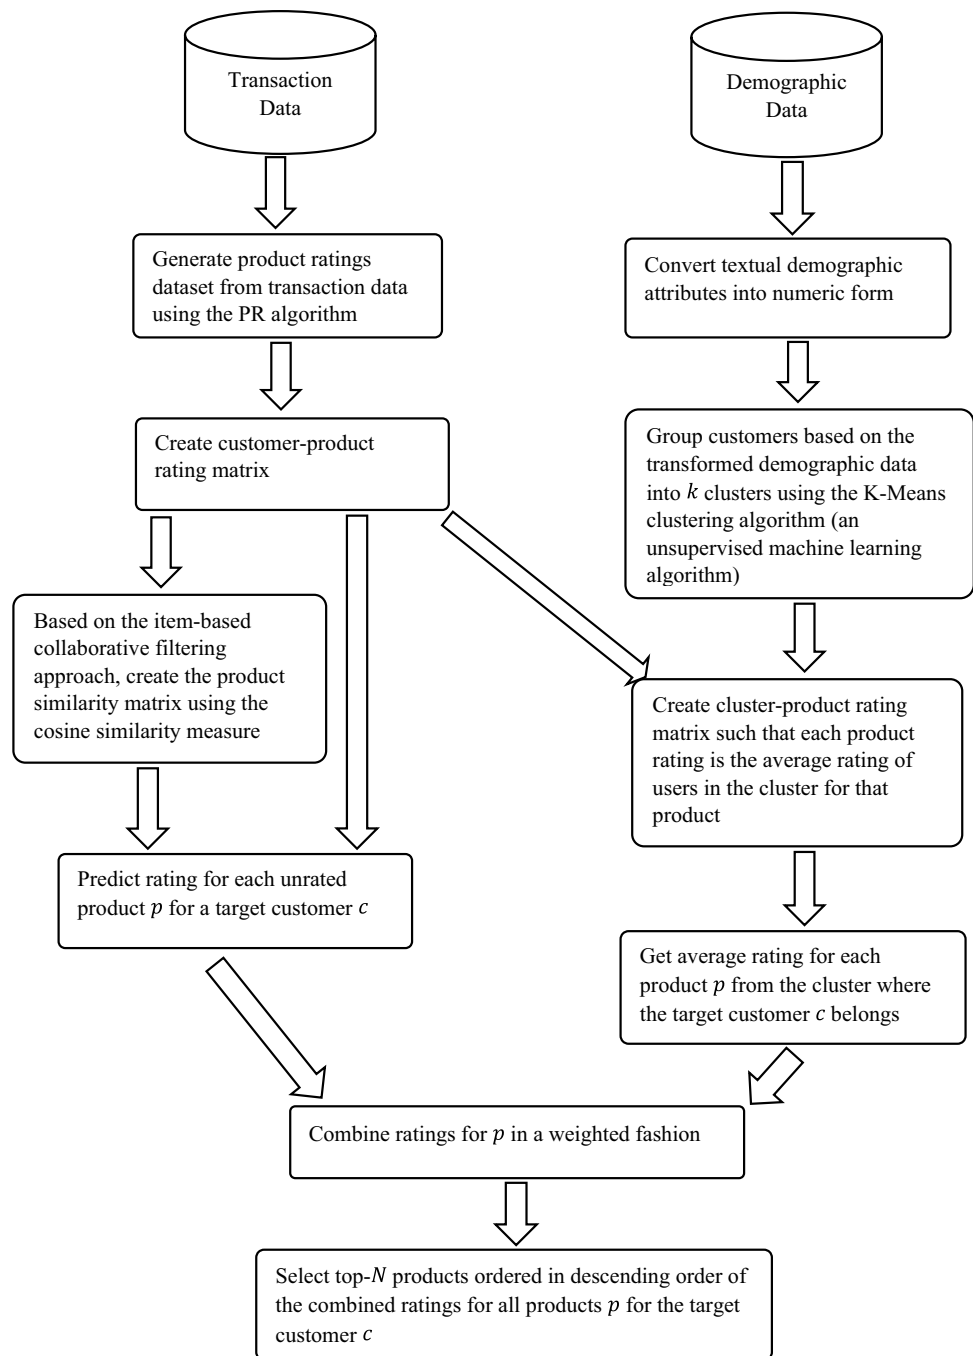 Transaction
Data
Demographic
Data
Generate product ratings
dataset from transaction data
using the PR algorithm
Convert textual demographic
attributes into numeric form
Create customer-product
rating matrix
Group customers based on the
transformed demographic data
into k clusters using the K-Means
clustering algorithm (an
unsupervised machine learning
algorithm)
Based on the item-based
collaborative filtering
approach, create the product
similarity matrix using the
cosine similarity measure
Create cluster-product rating
matrix such that each product
rating is the average rating of
users in the cluster for that
product
Predict rating for each unrated
product p for a target customer c
Get average rating for each
product p from the cluster where
the target customer c belongs
Combine ratings for p in a weighted fashion
Select top-N products ordered in descending order of
the combined ratings for all products p for the target
customer c